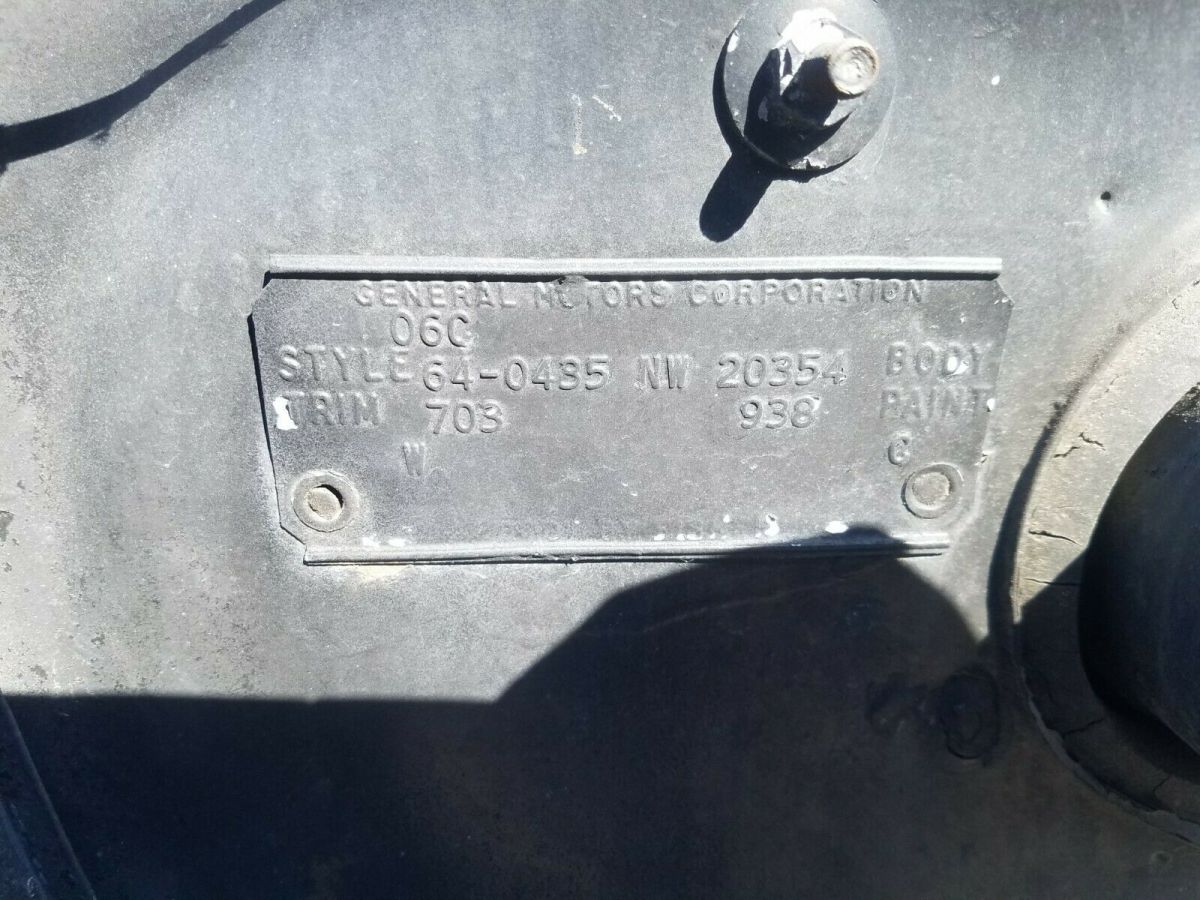 GENERAL MOTORS CORPORATION
06C
STYLE 64-0435 NW 20354 BODY
TRIM 703 938 PAINT
W C